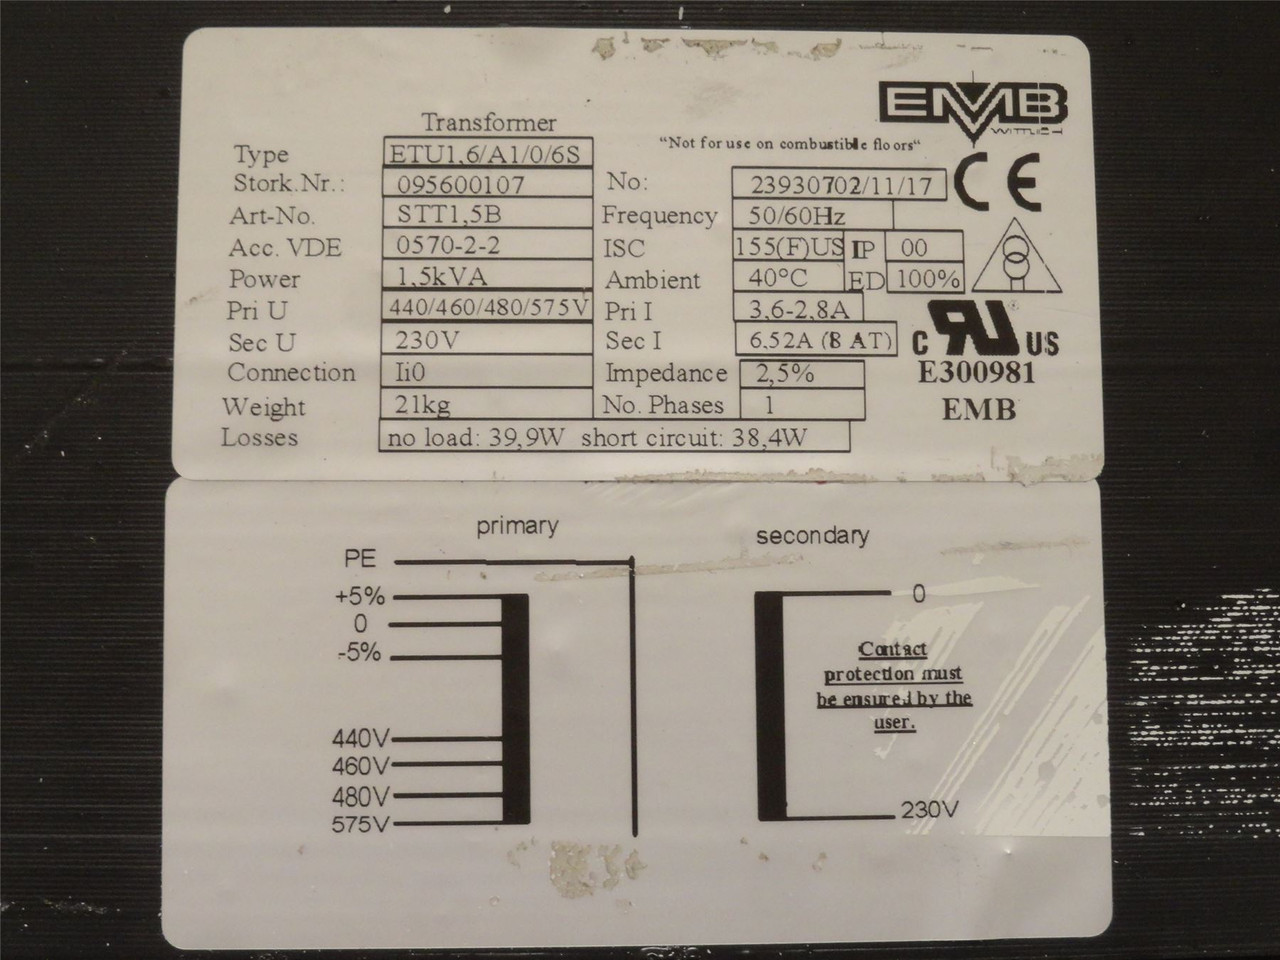 EMB
WITTLICH
Transformer
"Not for use on combustible floors"
Type ETU1,6/A1/0/6S
Stork.Nr.: 095600107 No: 23930702/11/17 CE
Art-No. STT1,5B Frequency 50/60Hz
Acc. VDE 0570-2-2 ISC 155(F)US IP 00
Power 1,5kVA Ambient 40°C ED 100%
Pri U 440/460/480/575V Pri I 3,6-2,8A
Sec U 230V Sec I 6,52A (8 AT) C RU ® US
Connection Ii0 Impedance 2,5% E300981
Weight 21kg No. Phases 1 EMB
Losses no load: 39,9W short circuit: 38,4W
primary secondary
PE
+5% 0
0
-5% Contact
protection must
be ensured by the
user.
440V
460V
480V 230V
575V